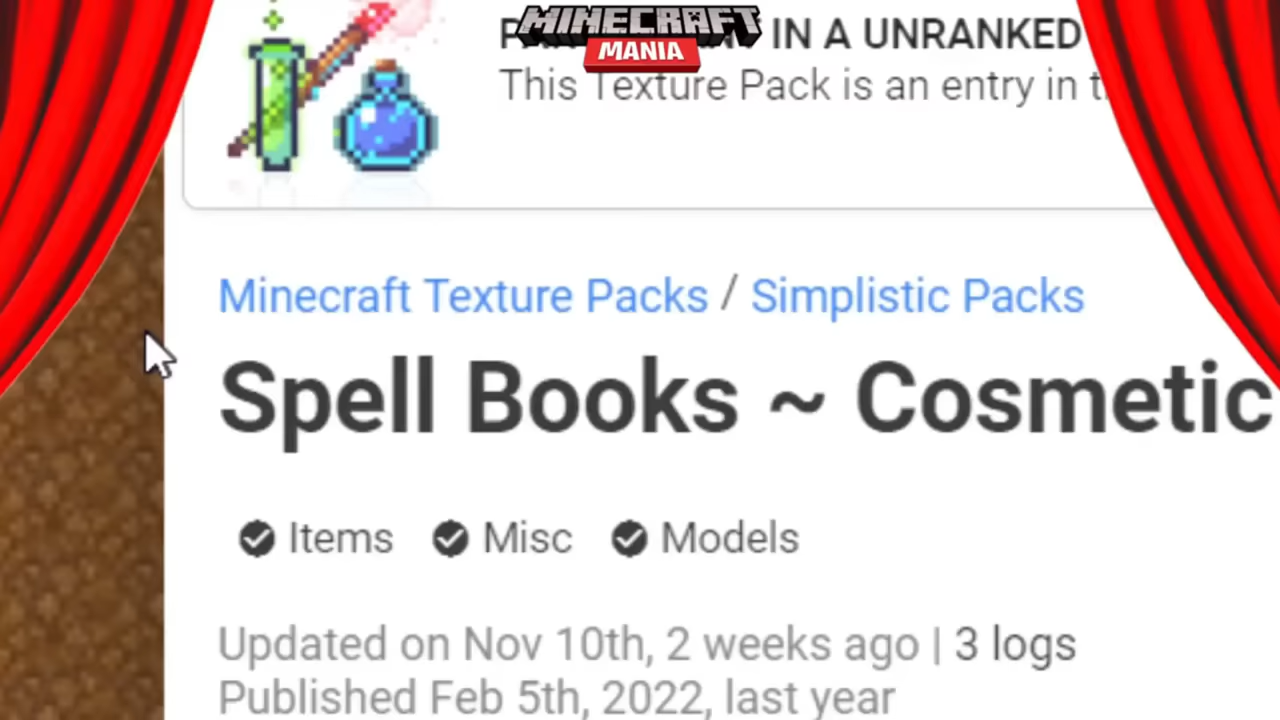 MINECRAFT
MANIA
IN A UNRANKED
This Texture Pack is an entry in
Minecraft Texture Packs / Simplistic Packs
Spell Books ~ Cosmetic
Items Misc Models
Updated on Nov 10th, 2 weeks ago | 3 logs
Published Feb 5th, 2022, last year